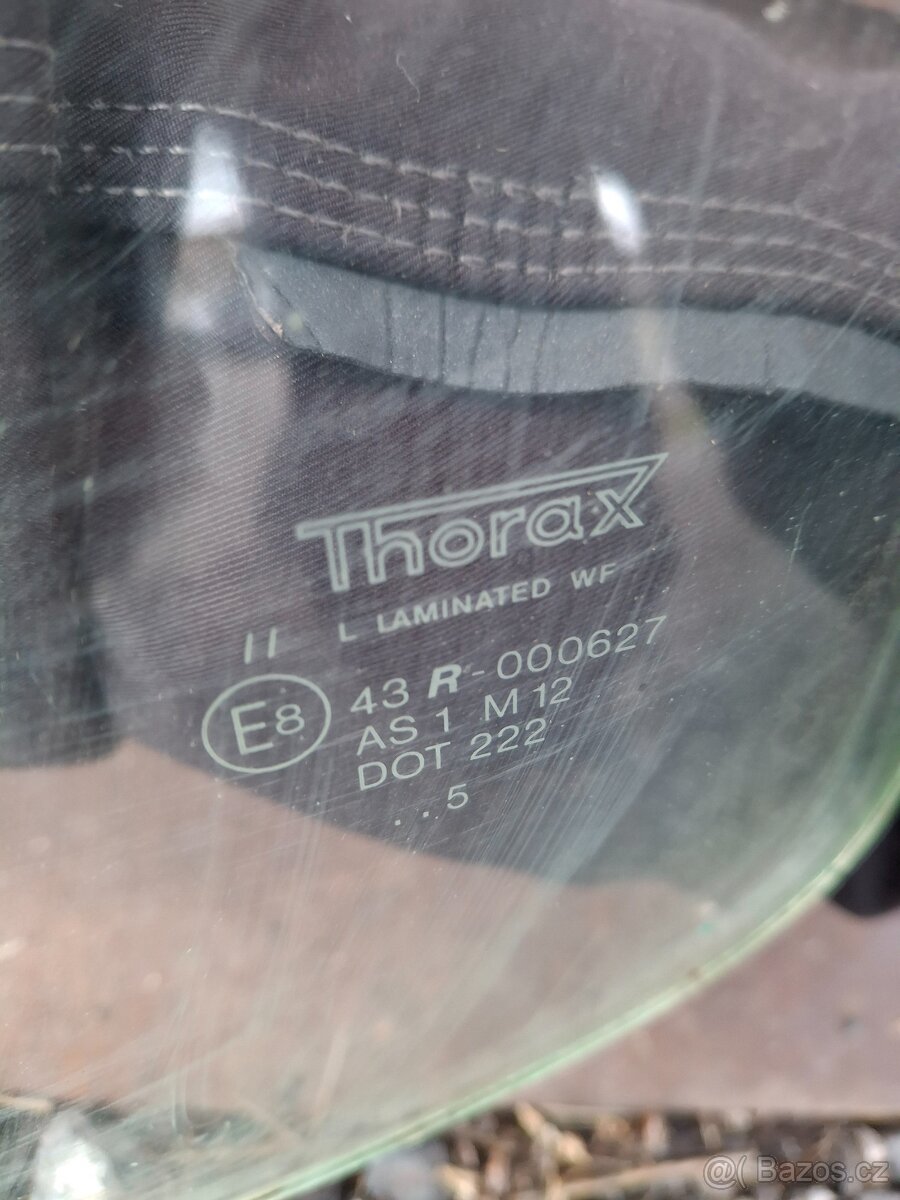 Thorax
L LAMINATED WF
II
E8
43 R-000627
AS 1 M 12
DOT 222
. . 5
@( Bazos.cz